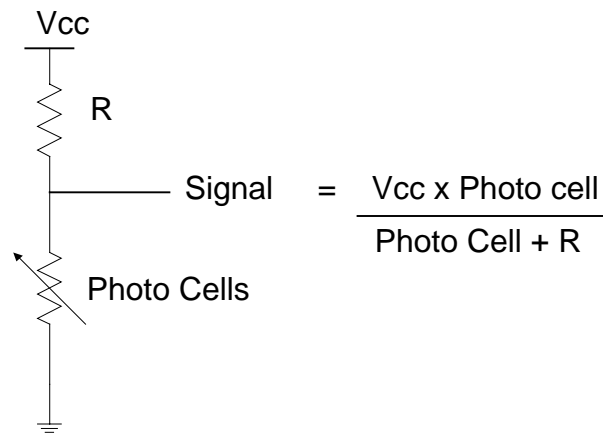 Vcc
R
Signal = Vcc x Photo cell
Photo Cell + R
Photo Cells